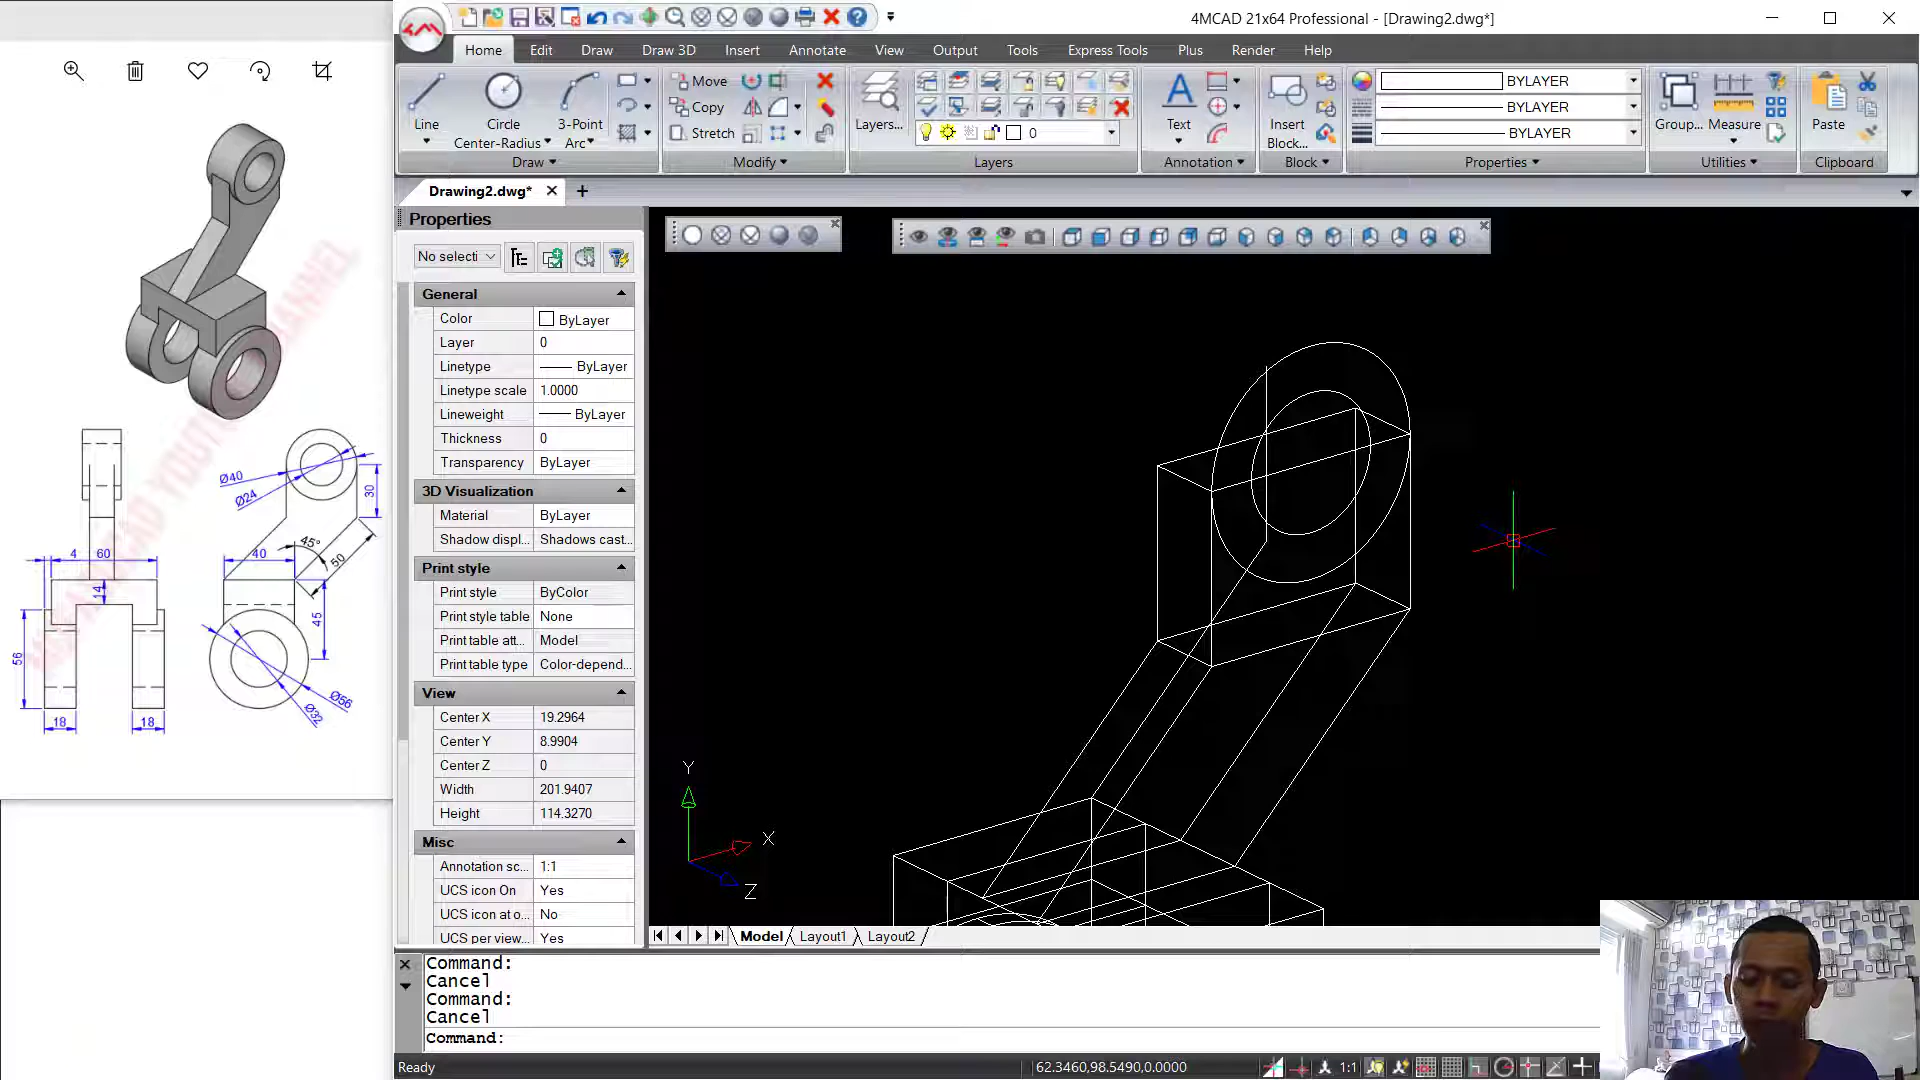 4MCAD 21x64 Professional - [Drawing2.dwg*]
Home Edit Draw Draw 3D Insert Annotate View Output Tools Express Tools Plus Render Help
Line
Circle
Center-Radius
3-Point
Arc
Draw
Move
Copy
Stretch
Modify
Layers...
0
Layers
Text
Annotation
Insert
Block...
Block
BYLAYER
BYLAYER
BYLAYER
Properties
Group...
Measure
Utilities
Paste
Clipboard
Drawing2.dwg*
Properties
No selecti
General
Color ByLayer
Layer 0
Linetype ByLayer
Linetype scale 1.0000
Lineweight ByLayer
Thickness 0
Transparency ByLayer
3D Visualization
Material ByLayer
Shadow displ... Shadows cast...
Print style
Print style ByColor
Print style table None
Print table att... Model
Print table type Color-depend...
View
Center X 19.2964
Center Y 8.9904
Center Z 0
Width 201.9407
Height 114.3270
Misc
Annotation sc... 1:1
UCS icon On Yes
UCS icon at o... No
UCS per view... Yes
Y
X
Z
Model Layout1 Layout2
Command:
Cancel
Command:
Cancel
Command:
Ready
62.3460,98.5490,0.0000
1:1
Ø40
Ø24
30
45°
50
40
4 60
14
45
56
Ø56
Ø32
18
18